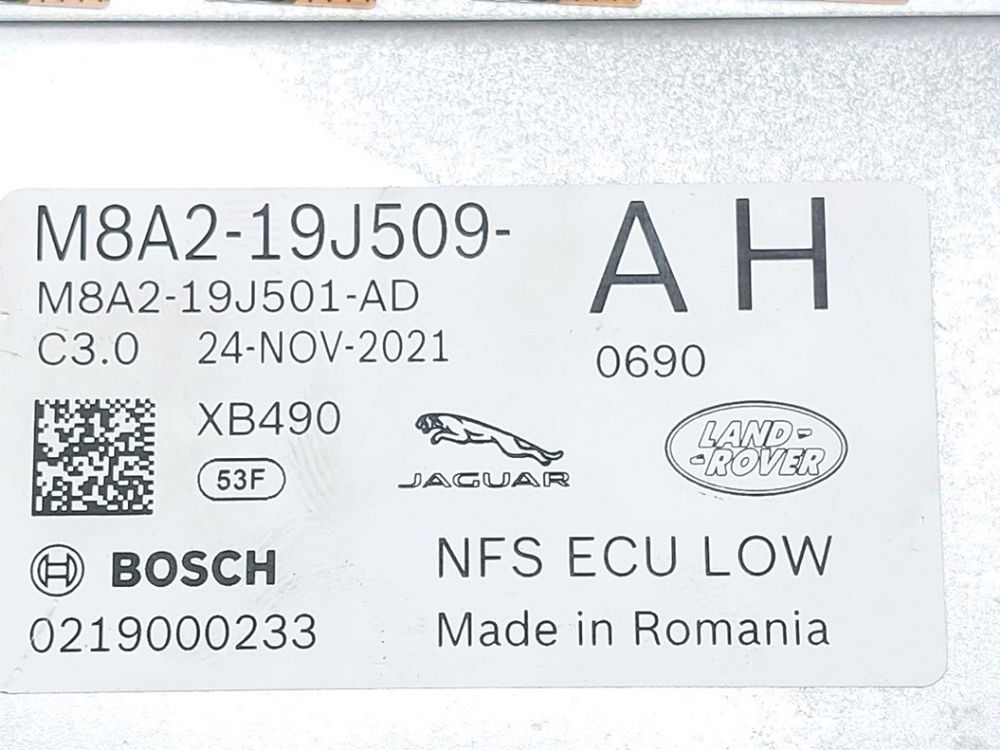 M8A2-19J509- AH
M8A2-19J501-AD
C3.0 24-NOV-2021
0690
XB490
53F
JAGUAR
LAND-
-ROVER
BOSCH
NFS ECU LOW
0219000233
Made in Romania